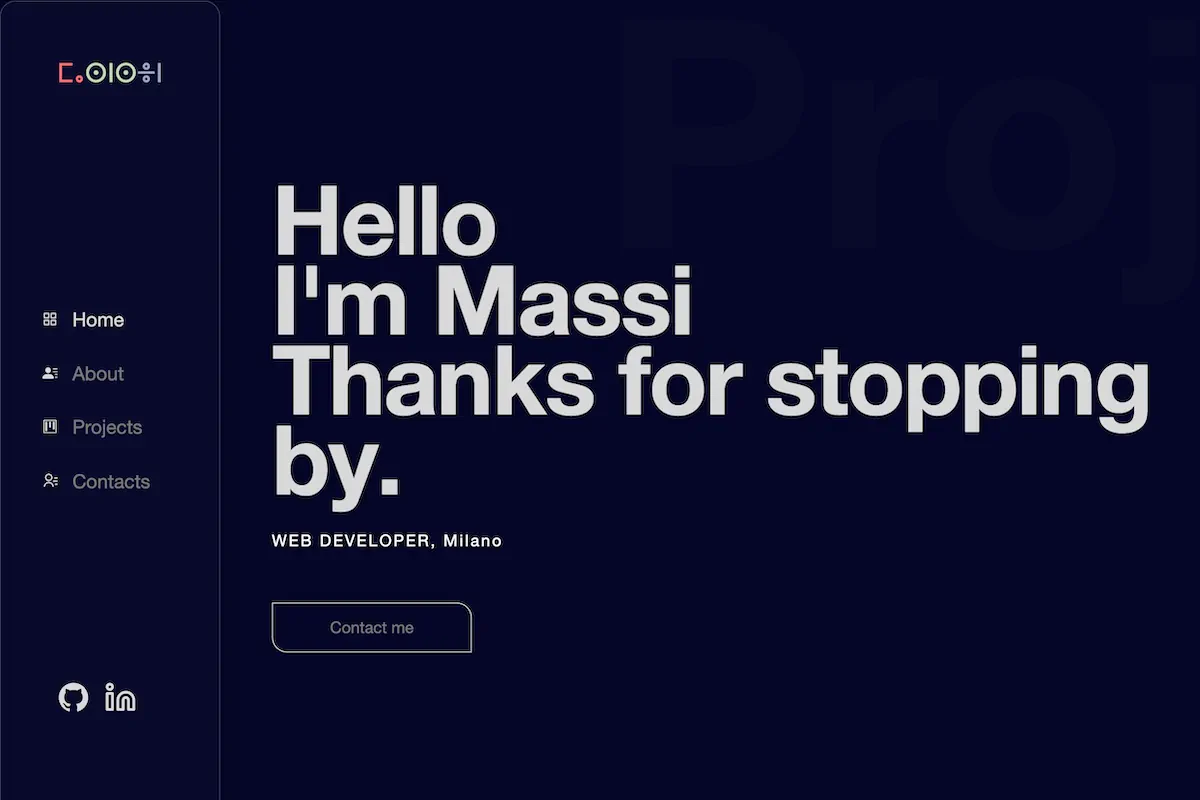 Proj
Hello
I'm Massi
Thanks for stopping
by.
WEB DEVELOPER, Milano
Contact me
Home
About
Projects
Contacts